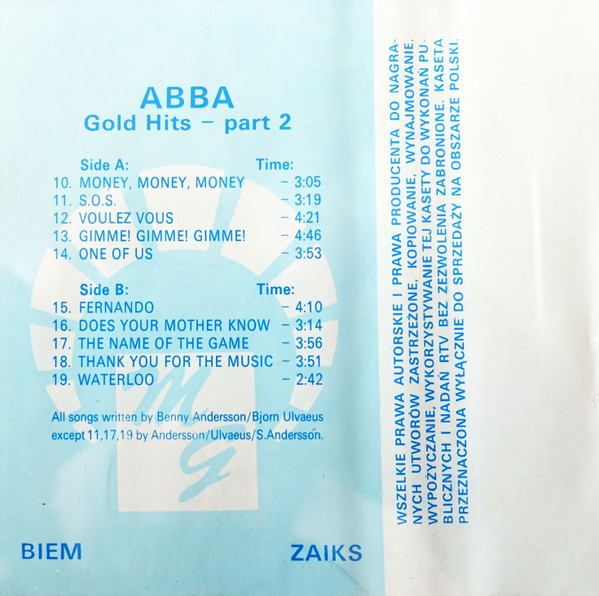 ABBA
Gold Hits – part 2
Side A: Time:
10. MONEY, MONEY, MONEY – 3:05
11. S.O.S. – 3:19
12. VOULEZ VOUS – 4:21
13. GIMME! GIMME! GIMME! – 4:46
14. ONE OF US – 3:53
Side B: Time:
15. FERNANDO – 4:10
16. DOES YOUR MOTHER KNOW – 3:14
17. THE NAME OF THE GAME – 3:56
18. THANK YOU FOR THE MUSIC – 3:51
19. WATERLOO – 2:42
All songs written by Benny Andersson/Bjorn Ulvaeus
except 11,17,19 by Andersson/Ulvaeus/S.Andersson.
MG
BIEM ZAIKS
WSZELKIE PRAWA AUTORSKIE I PRAWA PRODUCENTA DO NAGRA-
NYCH UTWORÓW ZASTRZEŻONE, KOPIOWANIE, WYNAJMOWANIE,
WYPOŻYCZANIE, WYKORZYSTYWANIE TEJ KASETY DO WYKONAŃ PU-
BLICZNYCH I NADAŃ RTV BEZ ZEZWOLENIA ZABRONIONE. KASETA
PRZEZNACZONA WYŁĄCZNIE DO SPRZEDAŻY NA OBSZARZE POLSKI.